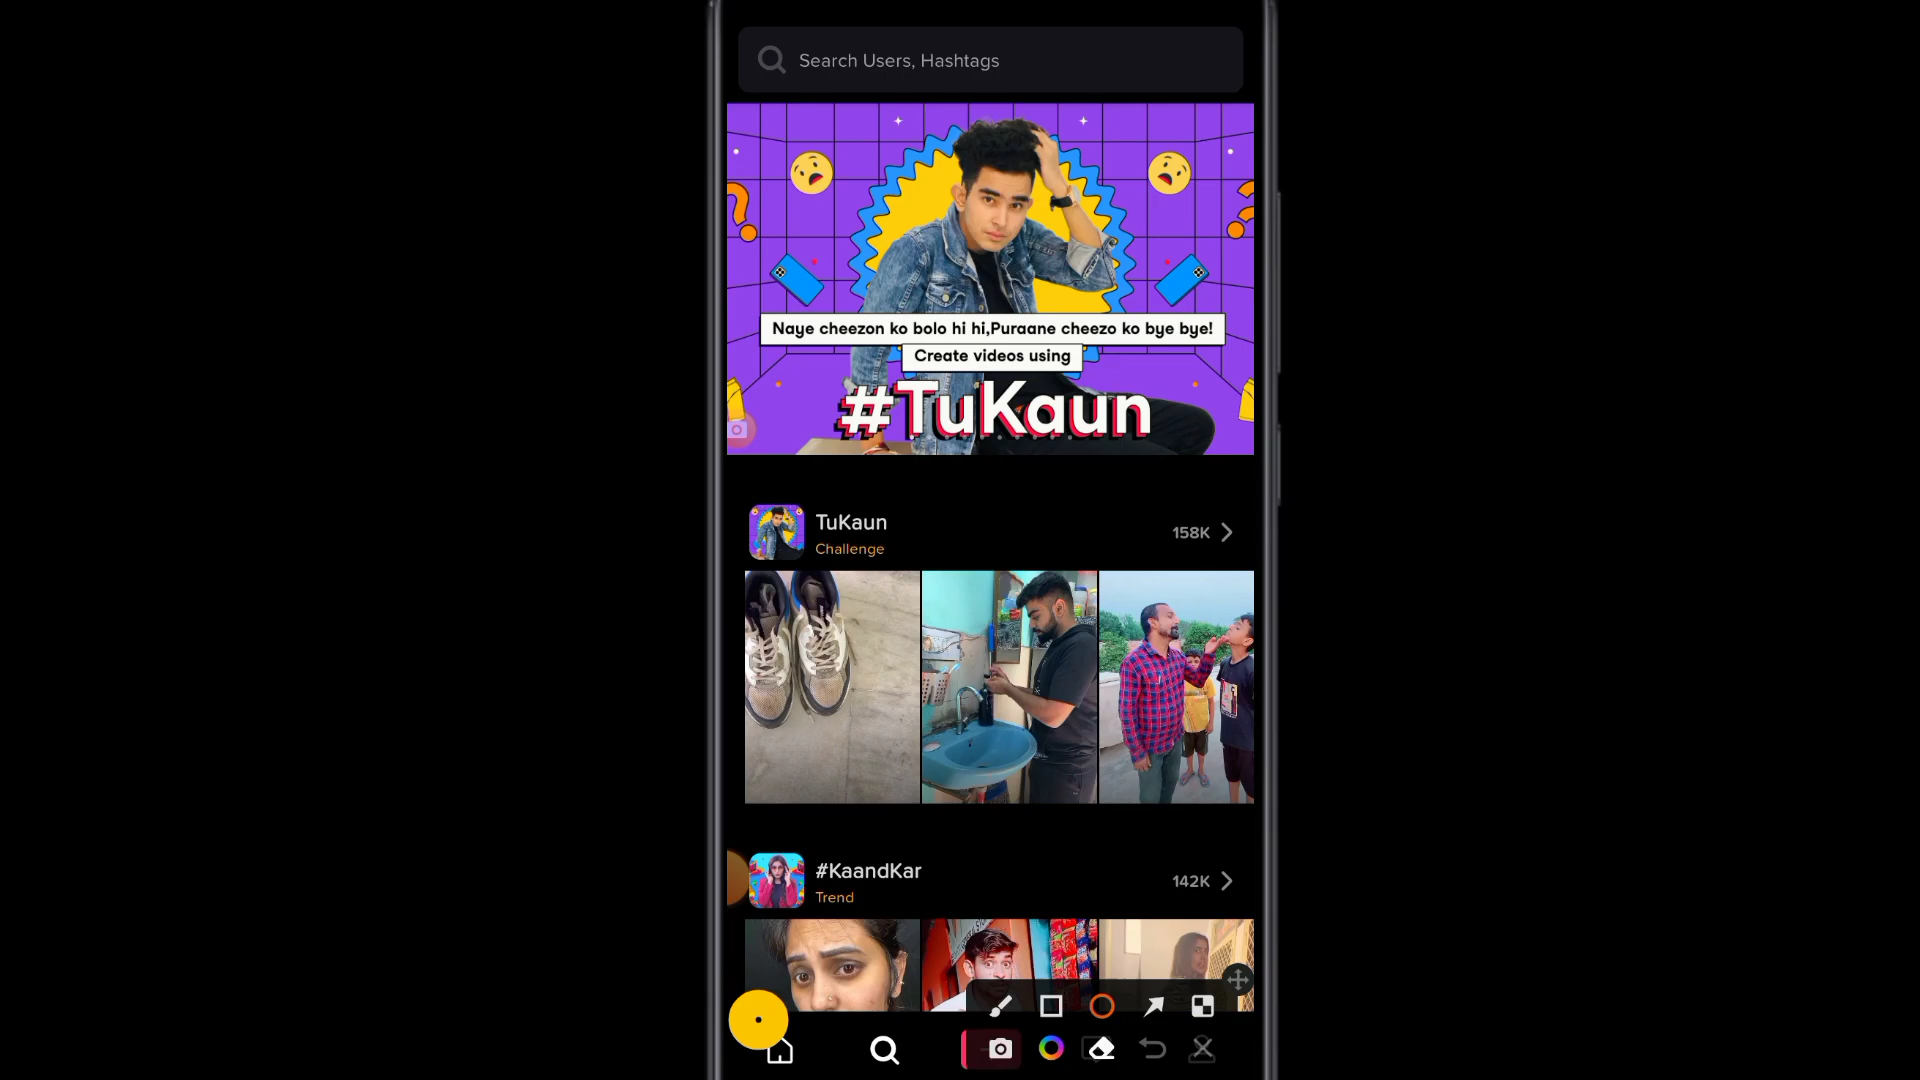 Search Users, Hashtags
Naye cheezon ko bolo hi hi,Puraane cheezo ko bye bye!
Create videos using
#TuKaun
TuKaun
158K
Challenge
#KaandKar
142K
Trend